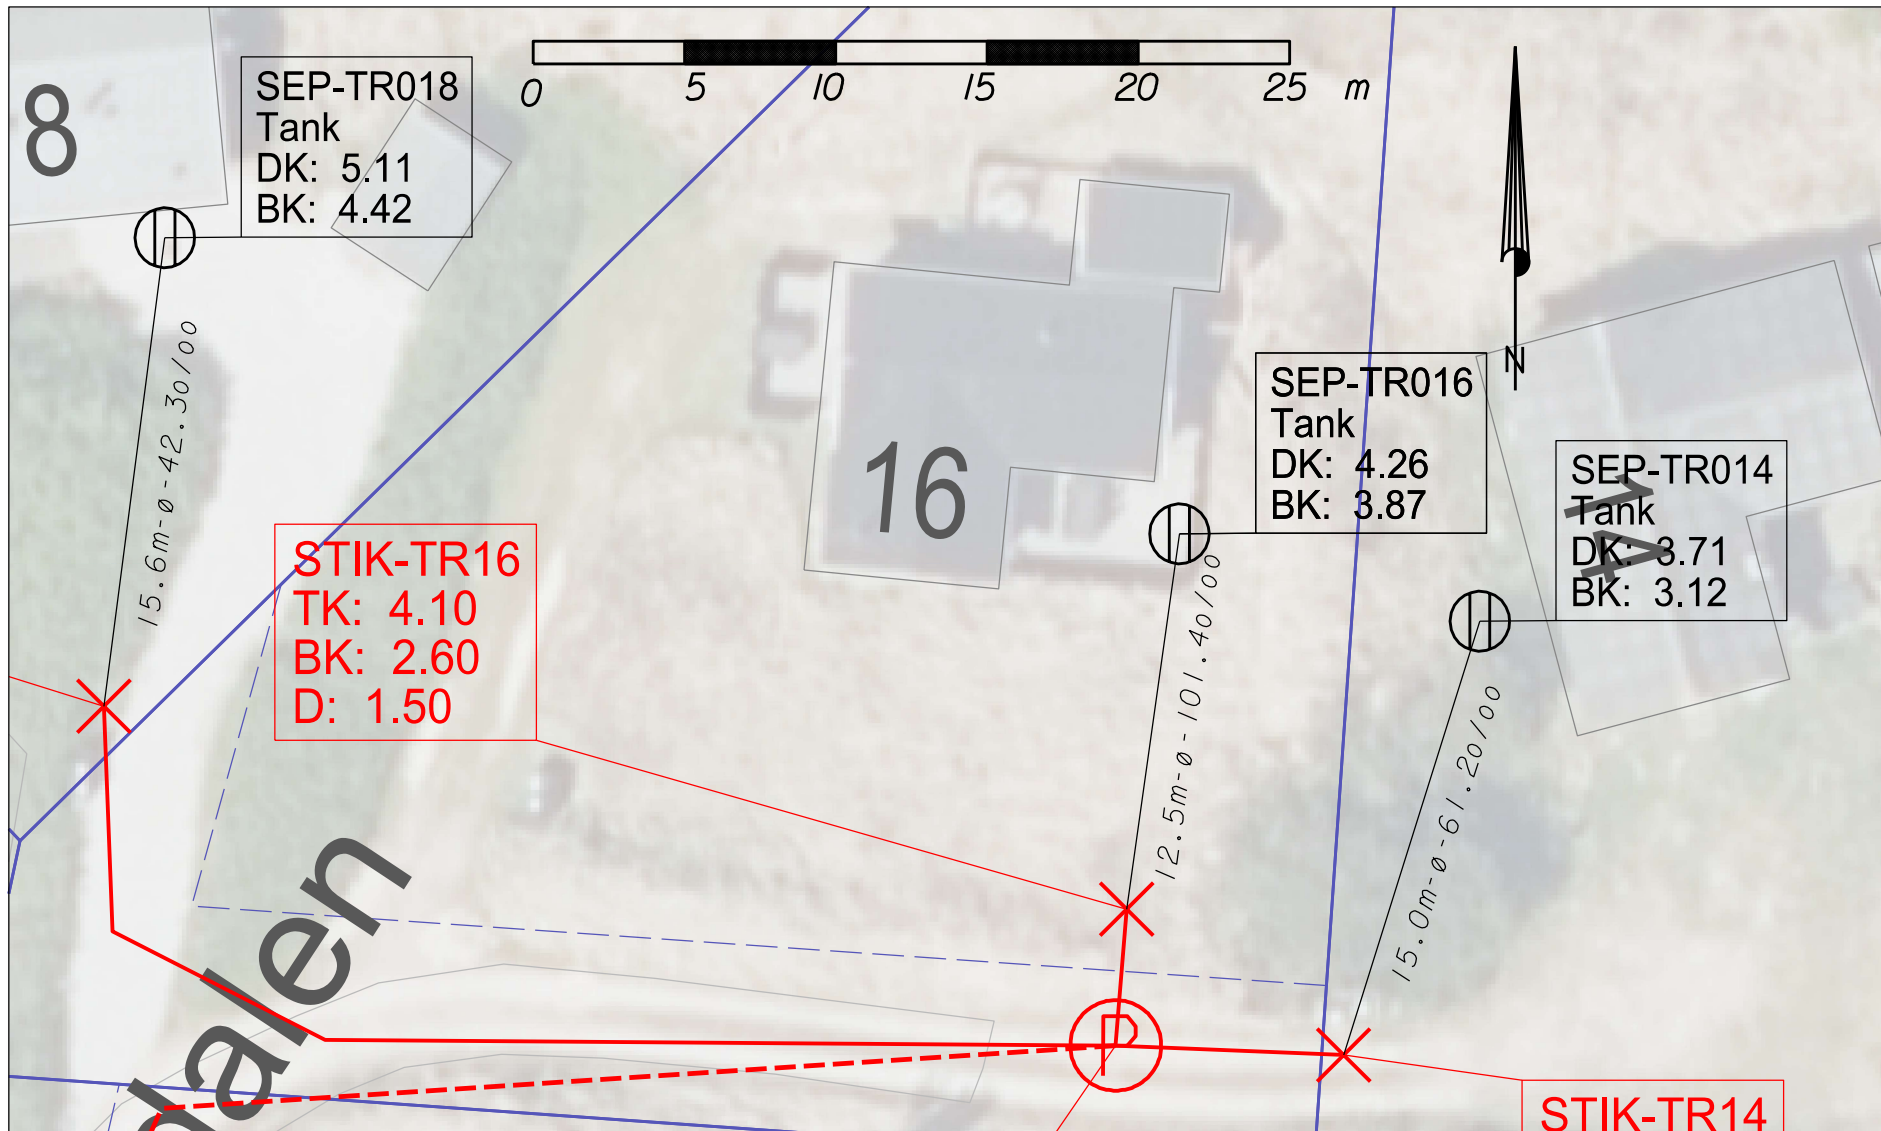 0 5 10 15 20 25 m
8
SEP-TR018
Tank
DK: 5.11
BK: 4.42
15.6m-ø-42.30/00
N
16
SEP-TR016
Tank
DK: 4.26
BK: 3.87
12.5m-ø-101.40/00
14
SEP-TR014
Tank
DK: 3.71
BK: 3.12
15.0m-ø-61.20/00
STIK-TR16
TK: 4.10
BK: 2.60
D: 1.50
dalen
P
STIK-TR14